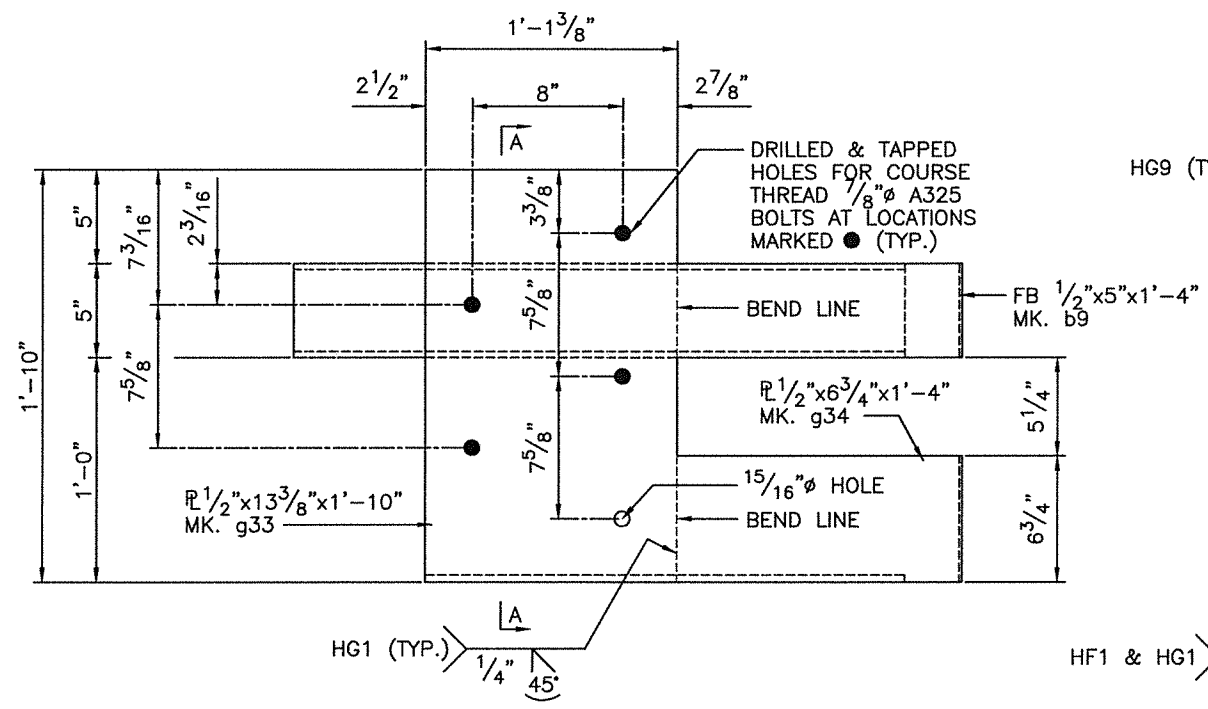 1'-1 3/8"
2 1/2"
8"
2 7/8"
A
DRILLED & TAPPED
HOLES FOR COURSE
THREAD 7/8"ø A325
BOLTS AT LOCATIONS
MARKED ● (TYP.)
HG9 (T
5"
7 3/16"
2 3/16"
3 3/8"
5"
7 5/8"
BEND LINE
FB 1/2"x5"x1'-4"
MK. b9
1'-10"
7 5/8"
1'-0"
℄ 1/2"x6 3/4"x1'-4"
MK. g34
5 1/4"
7 5/8"
15/16"ø HOLE
℄ 1/2"x13 3/8"x1'-10"
MK. g33
BEND LINE
6 3/4"
A
HG1 (TYP.)
1/4"
45°
HF1 & HG1